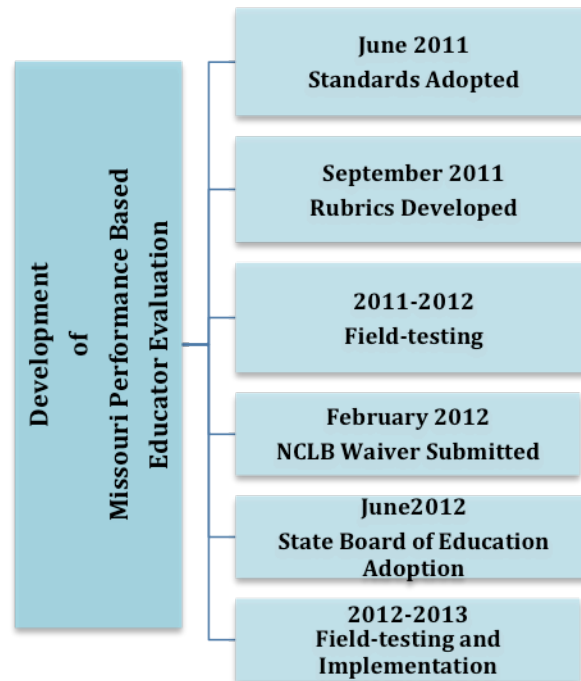 Development
of
Missouri Performance Based
Educator Evaluation
June 2011
Standards Adopted
September 2011
Rubrics Developed
2011-2012
Field-testing
February 2012
NCLB Waiver Submitted
June2012
State Board of Education
Adoption
2012-2013
Field-testing and
Implementation